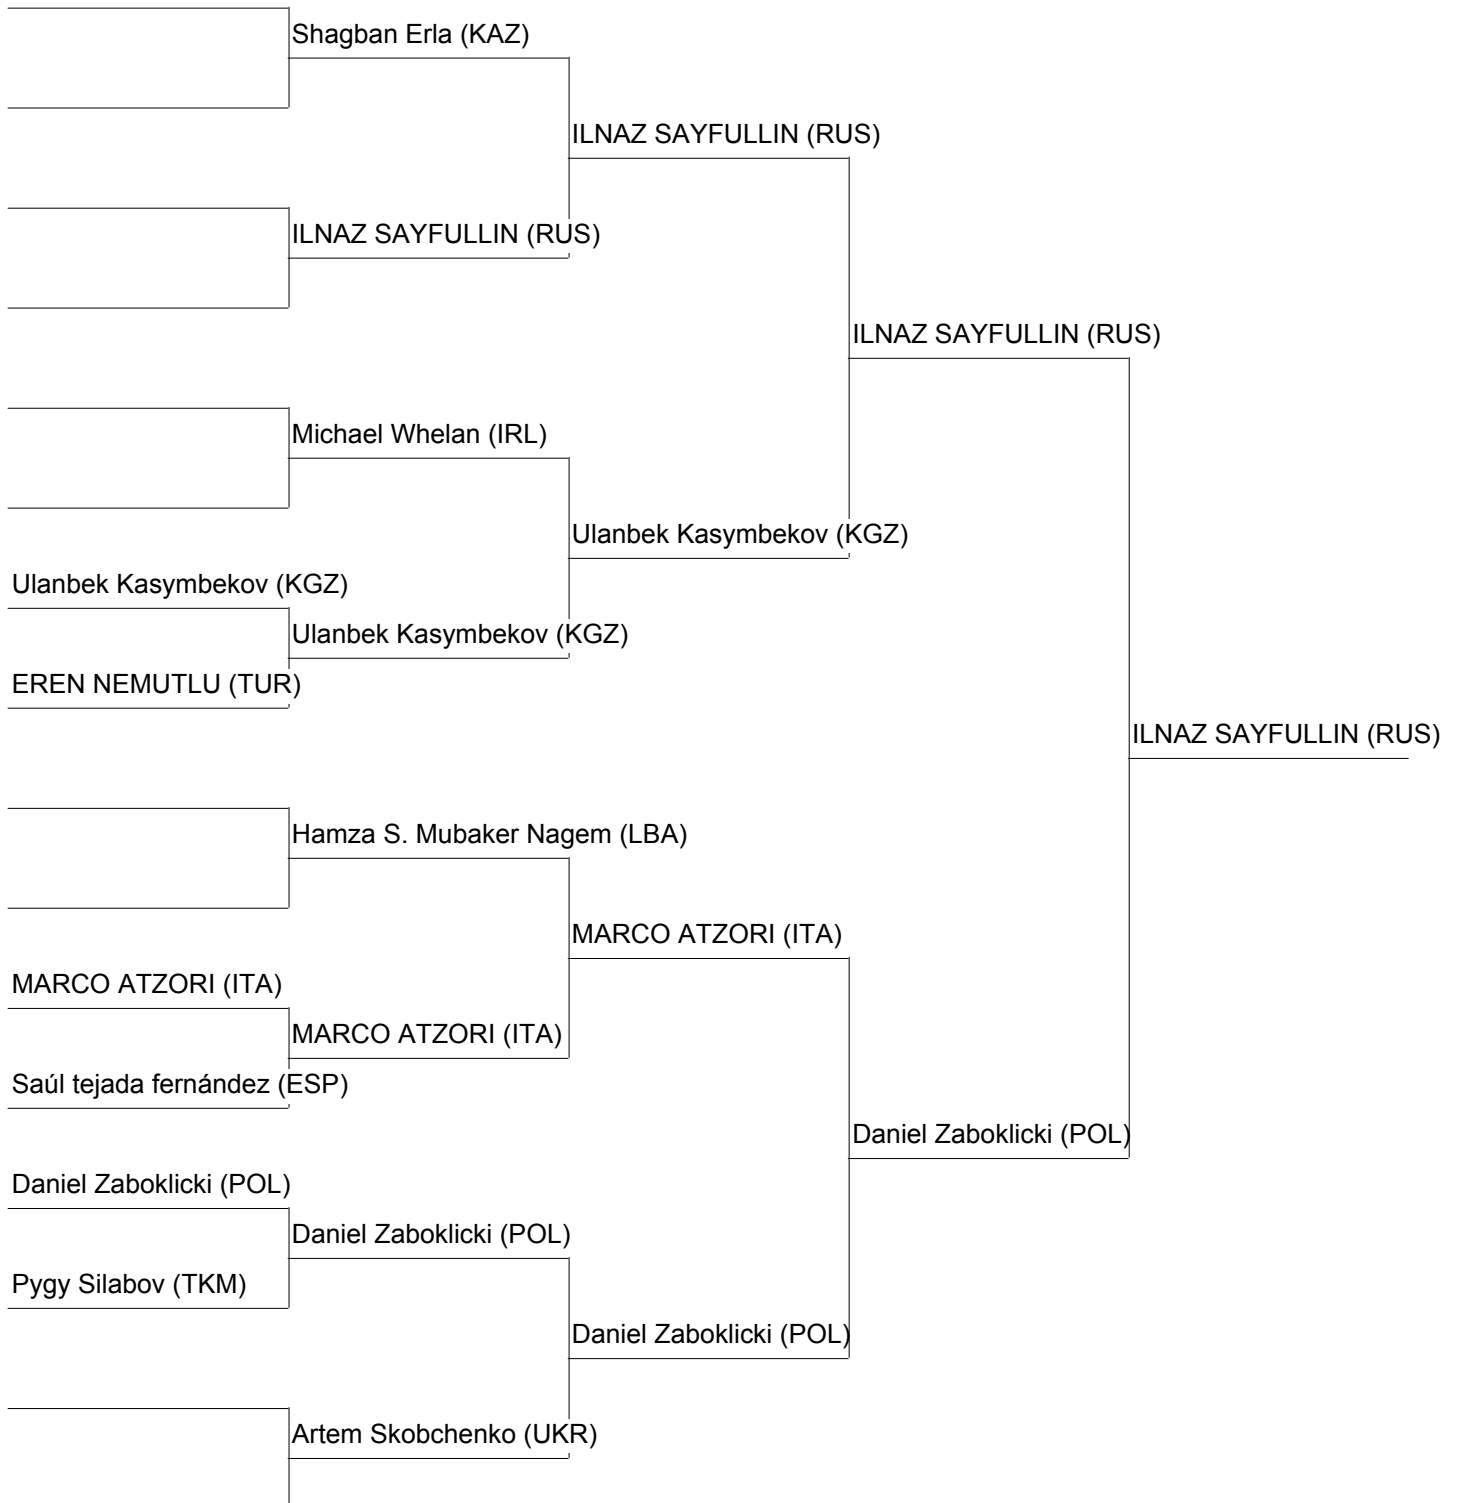 Shagban Erla (KAZ)
ILNAZ SAYFULLIN (RUS)
ILNAZ SAYFULLIN (RUS)
ILNAZ SAYFULLIN (RUS)
Michael Whelan (IRL)
Ulanbek Kasymbekov (KGZ)
Ulanbek Kasymbekov (KGZ)
Ulanbek Kasymbekov (KGZ)
EREN NEMUTLU (TUR)
ILNAZ SAYFULLIN (RUS)
Hamza S. Mubaker Nagem (LBA)
MARCO ATZORI (ITA)
MARCO ATZORI (ITA)
MARCO ATZORI (ITA)
Saúl tejada fernández (ESP)
Daniel Zaboklicki (POL)
Daniel Zaboklicki (POL)
Daniel Zaboklicki (POL)
Pygy Silabov (TKM)
Daniel Zaboklicki (POL)
Artem Skobchenko (UKR)